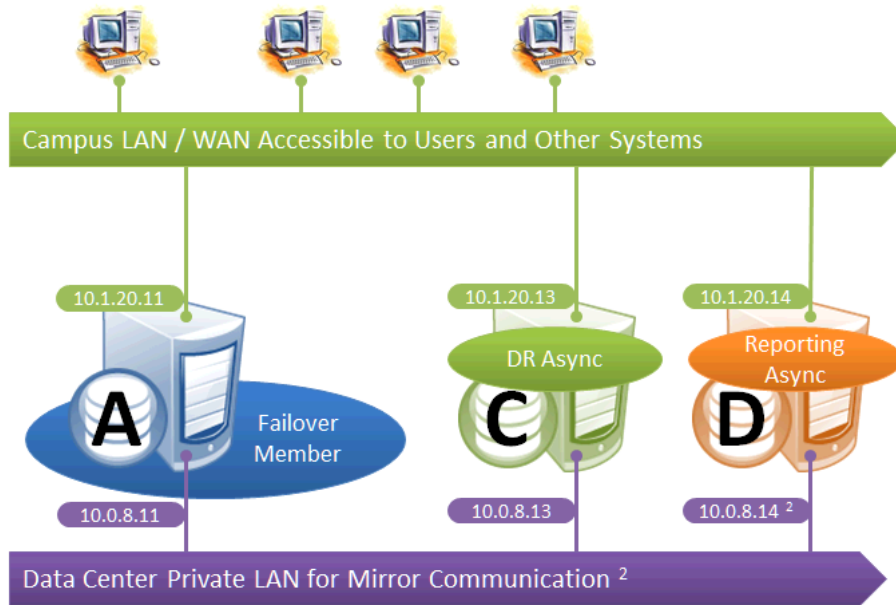 Campus LAN / WAN Accessible to Users and Other Systems
10.1.20.11
10.1.20.13
10.1.20.14
DR Async
Reporting
Async
A
C
D
Failover
Member
10.0.8.11
10.0.8.13
10.0.8.14 ²
Data Center Private LAN for Mirror Communication ²